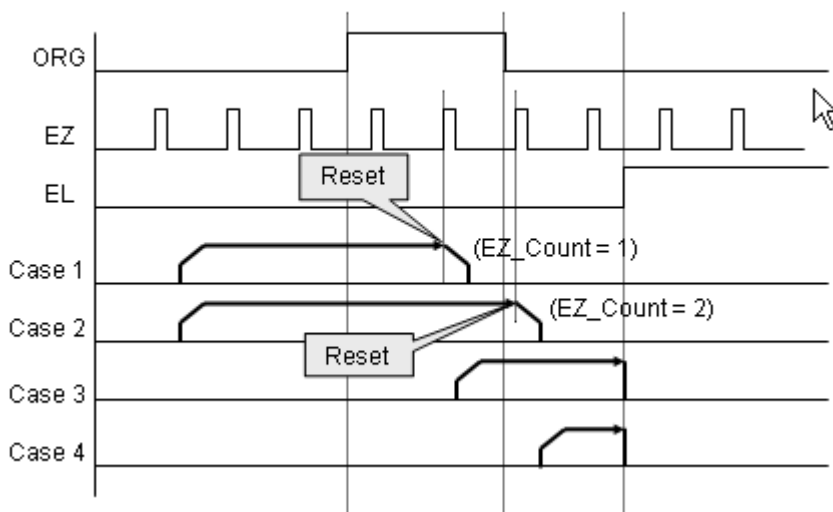 ORG
EZ
EL
Reset
Case 1
(EZ_Count = 1)
Case 2
(EZ_Count = 2)
Reset
Case 3
Case 4